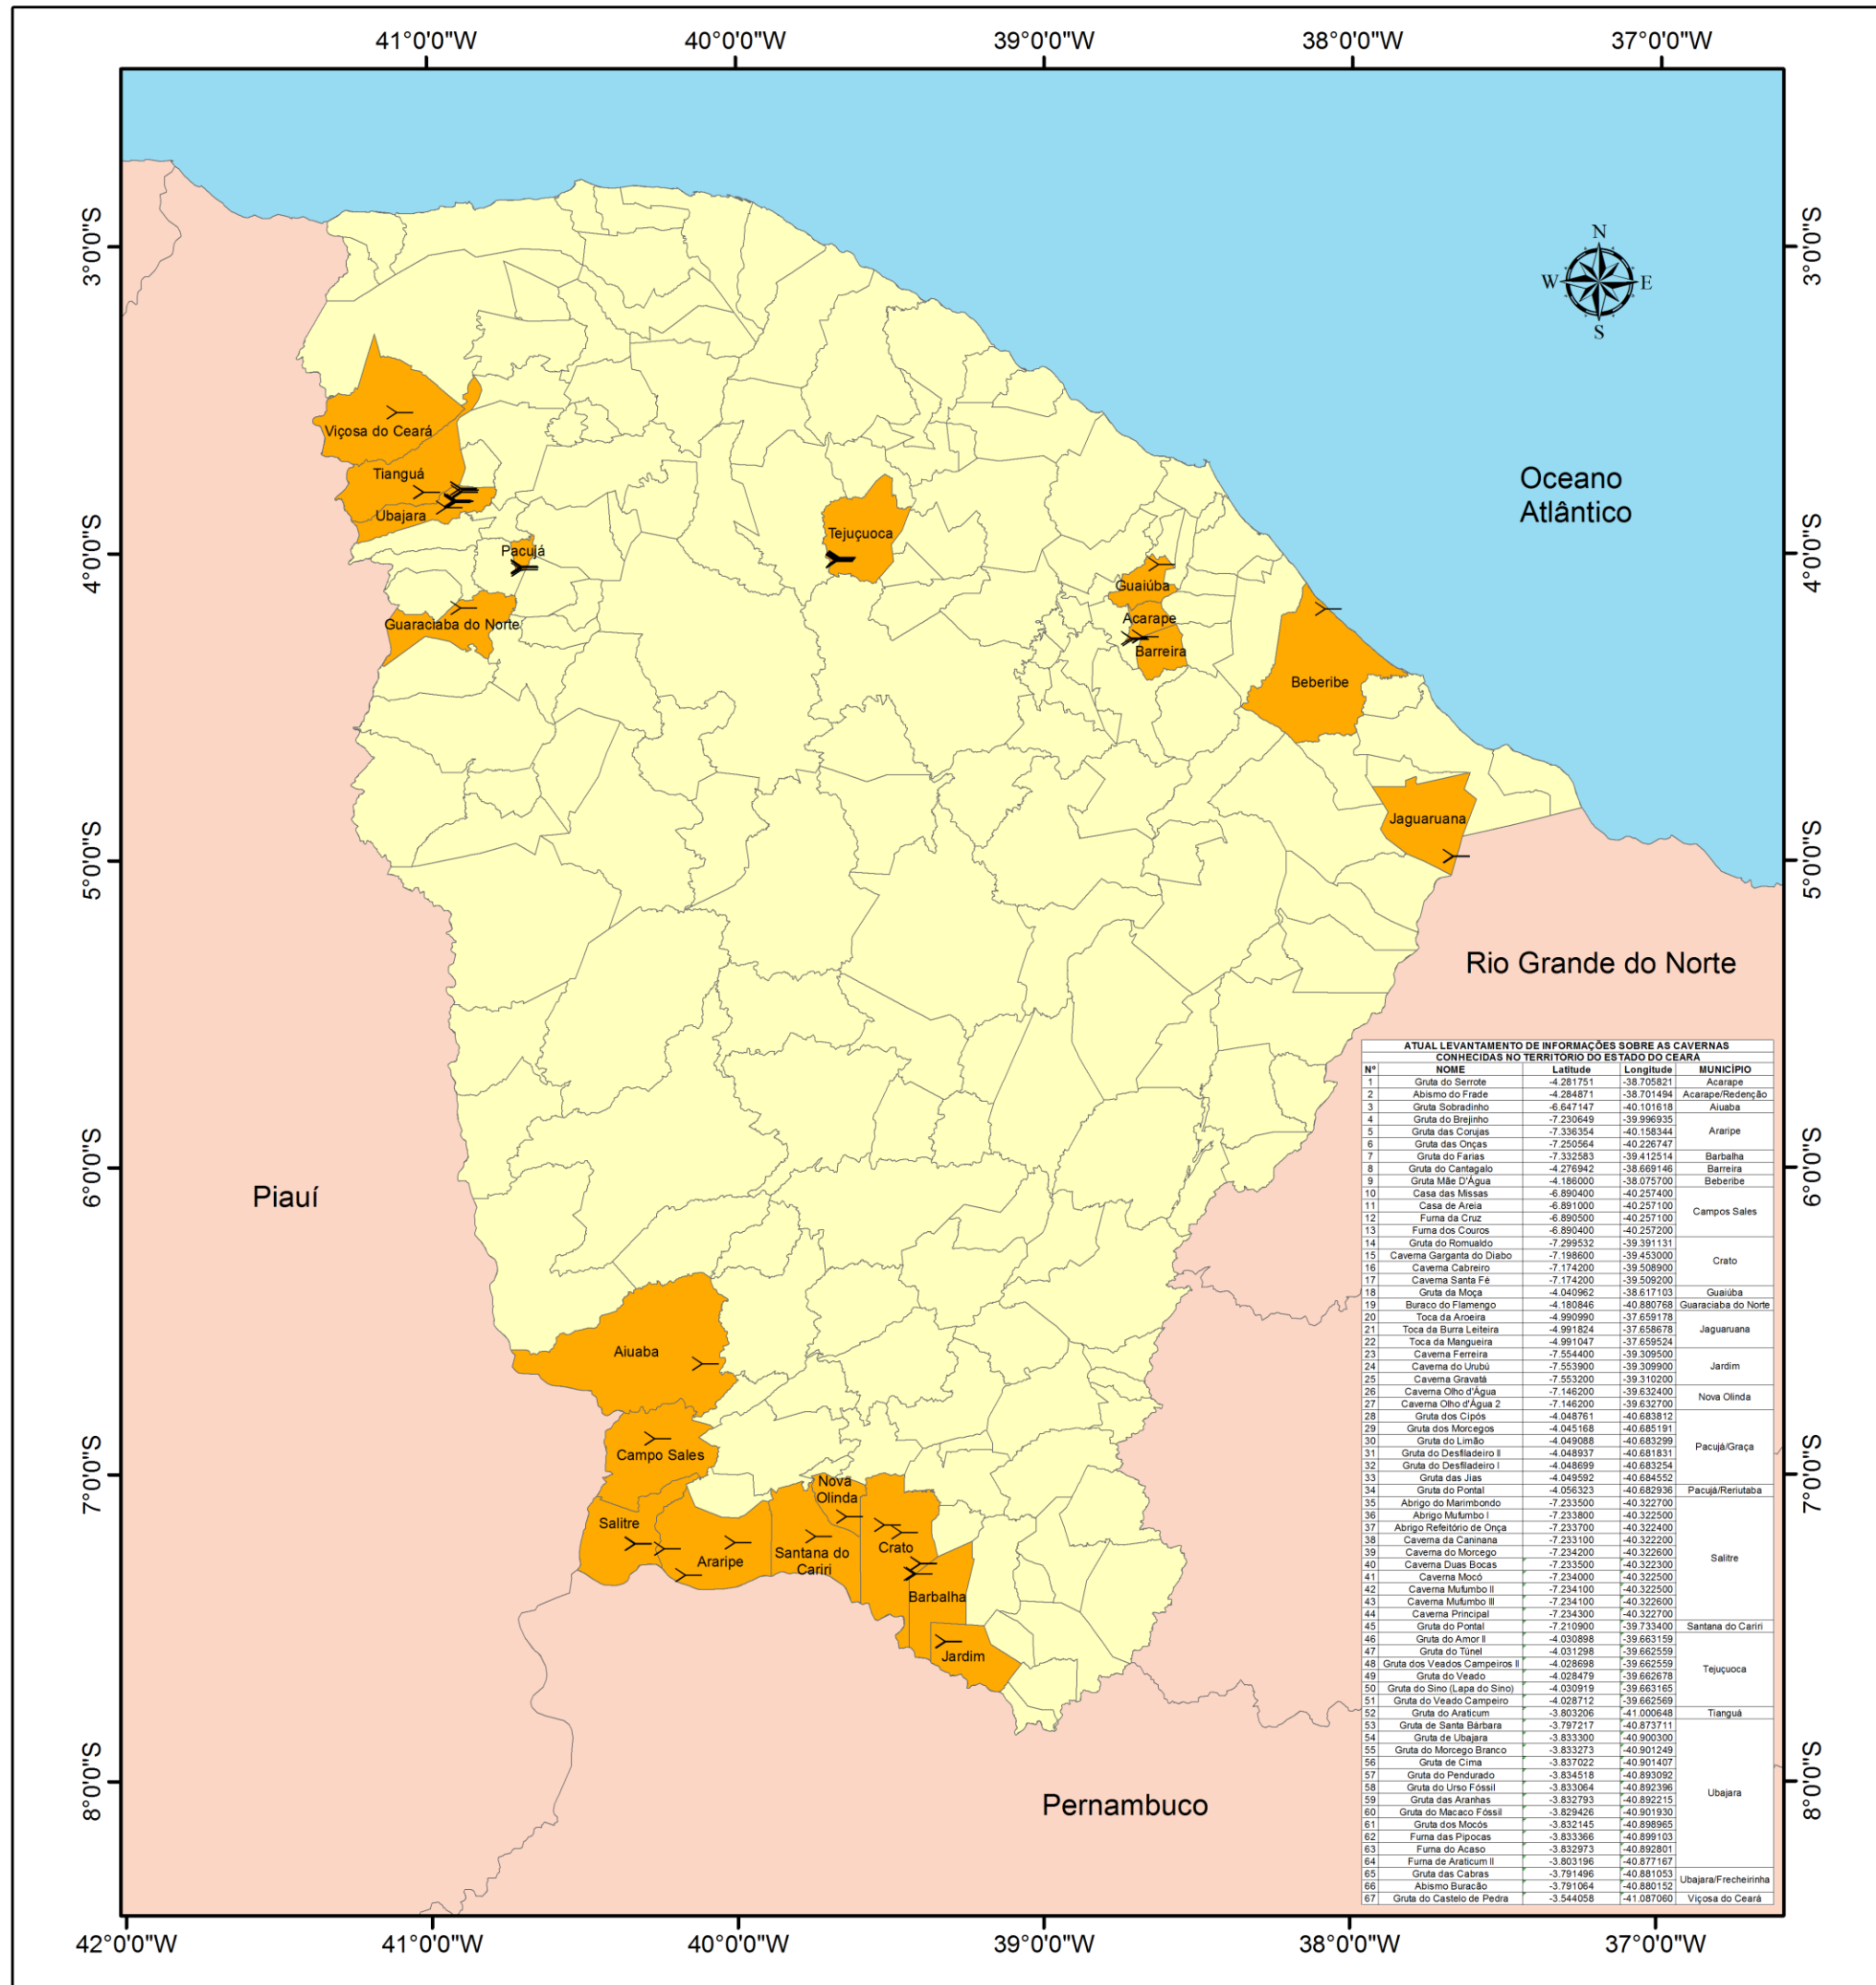 41°0'0"W 40°0'0"W 39°0'0"W 38°0'0"W 37°0'0"W
3°0'0"S 3°0'0"S
N
W E
S
Viçosa do Ceará
Tianguá
Ubajara
Oceano
Atlântico
Tejuçuoca
Pacujá
4°0'0"S 4°0'0"S
Guaiúba
Acarape
Guaraciaba do Norte
Barreira
Beberibe
Jaguaruana
5°0'0"S 5°0'0"S
Rio Grande do Norte
6°0'0"S 6°0'0"S
Piauí
Aiuaba
Campo Sales
7°0'0"S 7°0'0"S
Nova
Olinda
Salitre
Araripe
Santana do
Cariri
Crato
Barbalha
Jardim
8°0'0"S 8°0'0"S
Pernambuco
ATUAL LEVANTAMENTO DE INFORMAÇÕES SOBRE AS CAVERNAS
CONHECIDAS NO TERRITÓRIO DO ESTADO DO CEARÁ
Nº NOME Latitude Longitude MUNICÍPIO
1 Gruta do Serrote -4.281751 -38.705821 Acarape
2 Abismo do Frade -4.284871 -38.701494 Acarape/Redenção
3 Gruta Sobradinho -6.647147 -40.101618 Aiuaba
4 Gruta do Brejinho -7.230649 -39.996935
5 Gruta das Corujas -7.336354 -40.158344 Araripe
6 Gruta das Onças -7.250564 -40.226747
7 Gruta do Farias -7.332583 -39.412514 Barbalha
8 Gruta do Cantagalo -4.276942 -38.669146 Barreira
9 Gruta Mãe D'Água -4.186000 -38.075700 Beberibe
10 Casa das Missas -6.890400 -40.257400
11 Casa de Areia -6.891000 -40.257100
Campos Sales
12 Furna da Cruz -6.890500 -40.257100
13 Furna dos Couros -6.890400 -40.257200
14 Gruta do Romualdo -7.299532 -39.391131
15 Caverna Garganta do Diabo -7.198600 -39.453000
Crato
16 Caverna Cabreiro -7.174200 -39.508900
17 Caverna Santa Fé -7.174200 -39.509200
18 Gruta da Moça -4.040962 -38.617103 Guaiúba
19 Buraco do Flamengo -4.180846 -40.880768 Guaraciaba do Norte
20 Toca da Aroeira -4.990990 -37.659178
21 Toca da Burra Leiteira -4.991824 -37.658678 Jaguaruana
22 Toca da Mangueira -4.991047 -37.659524
23 Caverna Ferreira -7.554400 -39.309500
24 Caverna do Urubú -7.553900 -39.309900 Jardim
25 Caverna Gravatá -7.553200 -39.310200
26 Caverna Olho d'Água -7.146200 -39.632400
Nova Olinda
27 Caverna Olho d'Água 2 -7.146200 -39.632700
28 Gruta dos Cipós -4.048761 -40.683812
29 Gruta dos Morcegos -4.045168 -40.685191
30 Gruta do Limão -4.049088 -40.683299
Pacujá/Graça
31 Gruta do Desfiladeiro II -4.048937 -40.681831
32 Gruta do Desfiladeiro I -4.048699 -40.683254
33 Gruta das Jias -4.049592 -40.684552
34 Gruta do Pontal -4.056323 -40.682936 Pacujá/Reriutaba
35 Abrigo do Marimbondo -7.233500 -40.322700
36 Abrigo Mufumbo I -7.233800 -40.322500
37 Abrigo Refeitório de Onça -7.233700 -40.322400
38 Caverna da Caninana -7.233100 -40.322200
39 Caverna do Morcego -7.234200 -40.322600
Salitre
40 Caverna Duas Bocas -7.233500 -40.322300
41 Caverna Mocó -7.234000 -40.322500
42 Caverna Mufumbo II -7.234100 -40.322500
43 Caverna Mufumbo III -7.234100 -40.322600
44 Caverna Principal -7.234300 -40.322700
45 Gruta do Pontal -7.210900 -39.733400 Santana do Cariri
46 Gruta do Amor II -4.030898 -39.663159
47 Gruta do Túnel -4.031298 -39.662559
48 Gruta dos Veados Campeiros II -4.028698 -39.662559
Tejuçuoca
49 Gruta do Veado -4.028479 -39.662678
50 Gruta do Sino (Lapa do Sino) -4.030919 -39.663165
51 Gruta do Veado Campeiro -4.028712 -39.662569
52 Gruta do Araticum -3.803206 -41.000648 Tianguá
53 Gruta de Santa Bárbara -3.797217 -40.873711
54 Gruta de Ubajara -3.833300 -40.900300
55 Gruta do Morcego Branco -3.833273 -40.901249
56 Gruta de Cima -3.837022 -40.901407
57 Gruta do Pendurado -3.834518 -40.893092
58 Gruta do Urso Fóssil -3.833064 -40.892396
Ubajara
59 Gruta das Aranhas -3.832793 -40.892215
60 Gruta do Macaco Fóssil -3.829426 -40.901930
61 Gruta dos Mocós -3.832145 -40.898965
62 Furna das Pipocas -3.833366 -40.899103
63 Furna do Acaso -3.832973 -40.892801
64 Furna de Araticum II -3.803196 -40.877167
65 Gruta das Cabras -3.791496 -40.881053
Ubajara/Frecheirinha
66 Abismo Buracão -3.791064 -40.880152
67 Gruta do Castelo de Pedra -3.544058 -41.087060 Viçosa do Ceará
42°0'0"W 41°0'0"W 40°0'0"W 39°0'0"W 38°0'0"W 37°0'0"W